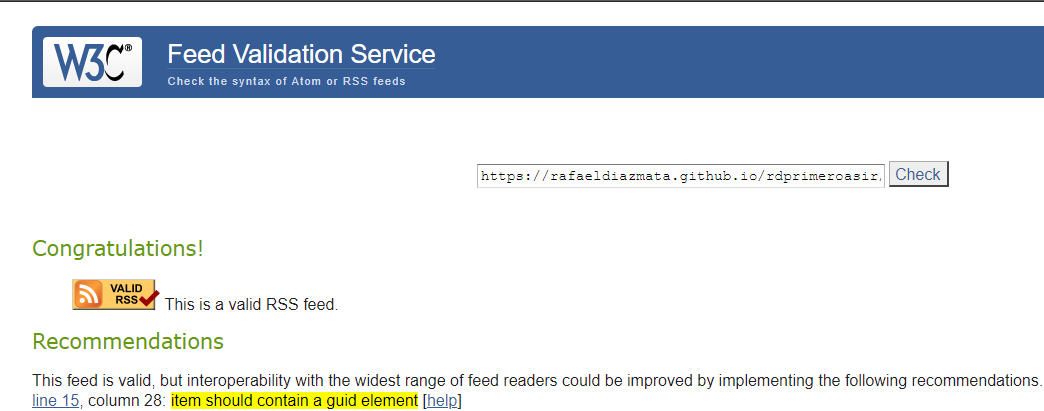 W3C® Feed Validation Service
Check the syntax of Atom or RSS feeds
https://rafaeldiazmata.github.io/rdprimeroasir, Check
Congratulations!
VALID
RSS This is a valid RSS feed.
Recommendations
This feed is valid, but interoperability with the widest range of feed readers could be improved by implementing the following recommendations.
line 15, column 28: item should contain a guid element [help]